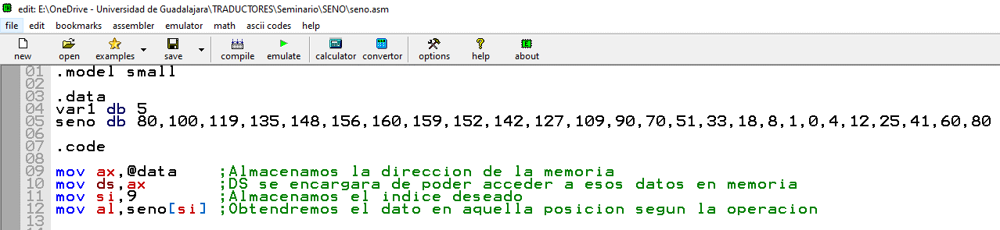 edit: E:\OneDrive - Universidad de Guadalajara\TRADUCTORES\Seminario\SENO\seno.asm
file edit bookmarks assembler emulator math ascii codes help
new open examples save compile emulate calculator convertor options help about
01 .model small
02
03 .data
04 var1 db 5
05 seno db 80,100,119,135,148,156,160,159,152,142,127,109,90,70,51,33,18,8,1,0,4,12,25,41,60,80
06
07 .code
08
09 mov ax,@data ;Almacenamos la direccion de la memoria
10 mov ds,ax ;DS se encargara de poder acceder a esos datos en memoria
11 mov si,9 ;Almacenamos el indice deseado
12 mov al,seno[si] ;Obtendremos el dato en aquella posicion segun la operacion
13